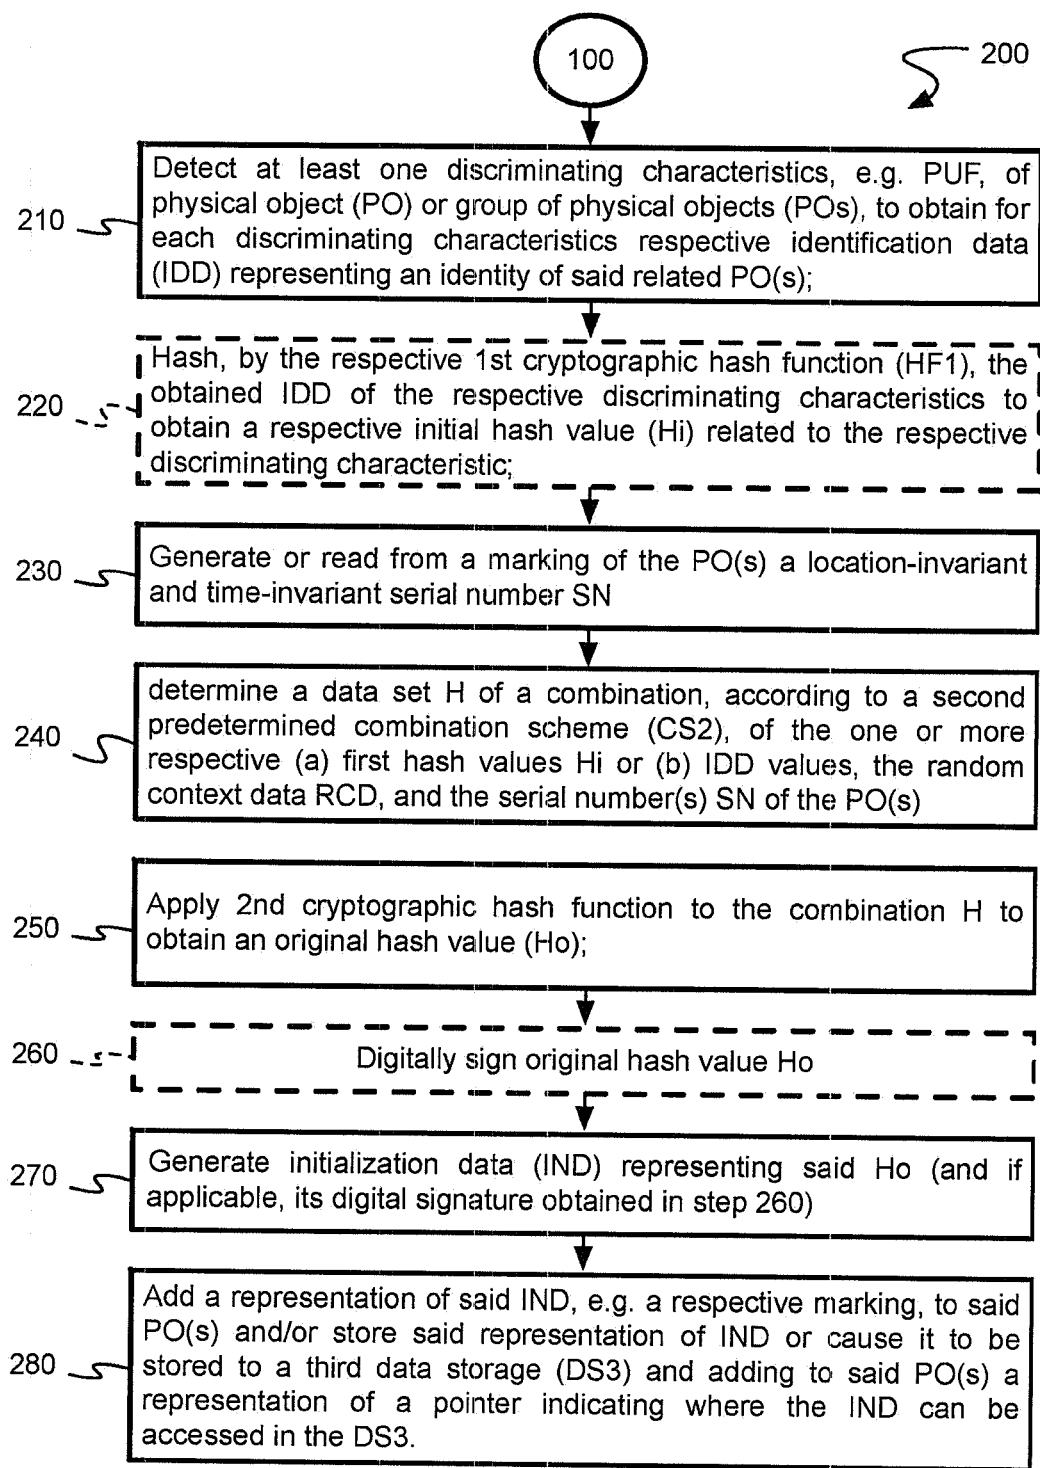 100
200
210
Detect at least one discriminating characteristics, e.g. PUF, of
physical object (PO) or group of physical objects (POs), to obtain for
each discriminating characteristics respective identification data
(IDD) representing an identity of said related PO(s);
220
Hash, by the respective 1st cryptographic hash function (HF1), the
obtained IDD of the respective discriminating characteristics to
obtain a respective initial hash value (Hi) related to the respective
discriminating characteristic;
230
Generate or read from a marking of the PO(s) a location-invariant
and time-invariant serial number SN
240
determine a data set H of a combination, according to a second
predetermined combination scheme (CS2), of the one or more
respective (a) first hash values Hi or (b) IDD values, the random
context data RCD, and the serial number(s) SN of the PO(s)
250
Apply 2nd cryptographic hash function to the combination H to
obtain an original hash value (Ho);
260
Digitally sign original hash value Ho
270
Generate initialization data (IND) representing said Ho (and if
applicable, its digital signature obtained in step 260)
280
Add a representation of said IND, e.g. a respective marking, to said
PO(s) and/or store said representation of IND or cause it to be
stored to a third data storage (DS3) and adding to said PO(s) a
representation of a pointer indicating where the IND can be
accessed in the DS3.